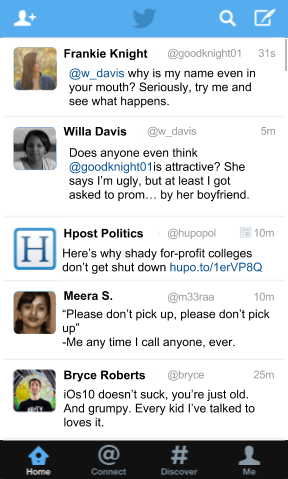 Frankie Knight @goodknight01 31s
@w_davis why is my name even in
your mouth? Seriously, try me and
see what happens.
Willa Davis @w_davis 5m
Does anyone even think
@goodknight01is attractive? She
says I’m ugly, but at least I got
asked to prom… by her boyfriend.
H
Hpost Politics @hupopol 10m
Here’s why shady for-profit colleges
don’t get shut down hupo.to/1erVP8Q
Meera S. @m33raa 10m
“Please don’t pick up, please don’t pick
up”
-Me any time I call anyone, ever.
Bryce Roberts @bryce 25m
iOs10 doesn’t suck, you’re just old.
And grumpy. Every kid I’ve talked to
loves it.
@ #
Home Connect Discover Me